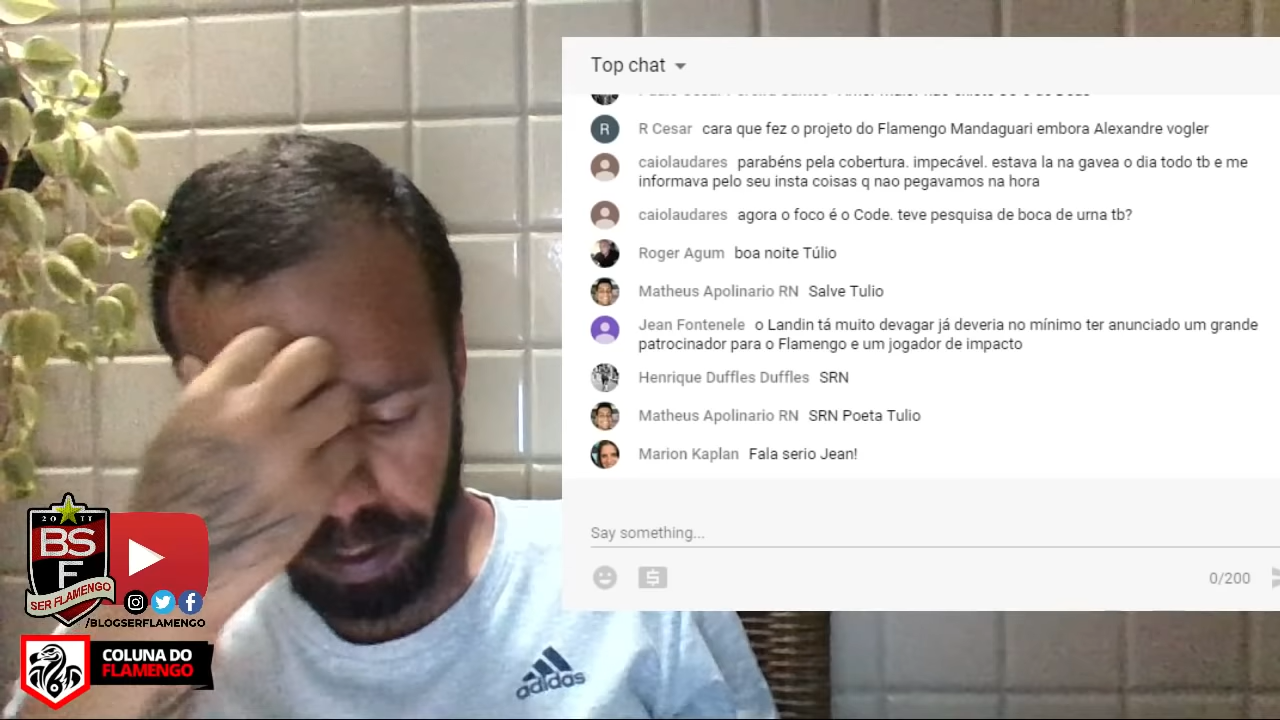 Top chat
R
R Cesar cara que fez o projeto do Flamengo Mandaguari embora Alexandre vogler
caiolaudares parabéns pela cobertura. impecável. estava la na gavea o dia todo tb e me
informava pelo seu insta coisas q nao pegavamos na hora
caiolaudares agora o foco é o Code. teve pesquisa de boca de urna tb?
Roger Agum boa noite Túlio
Matheus Apolinario RN Salve Tulio
Jean Fontenele o Landin tá muito devagar já deveria no mínimo ter anunciado um grande
patrocinador para o Flamengo e um jogador de impacto
Henrique Duffles Duffles SRN
Matheus Apolinario RN SRN Poeta Tulio
Marion Kaplan Fala serio Jean!
Say something...
0/200
20 11
BS
F
SER FLAMENGO
/BLOGSERFLAMENGO
COLUNA DO
FLAMENGO
adidas